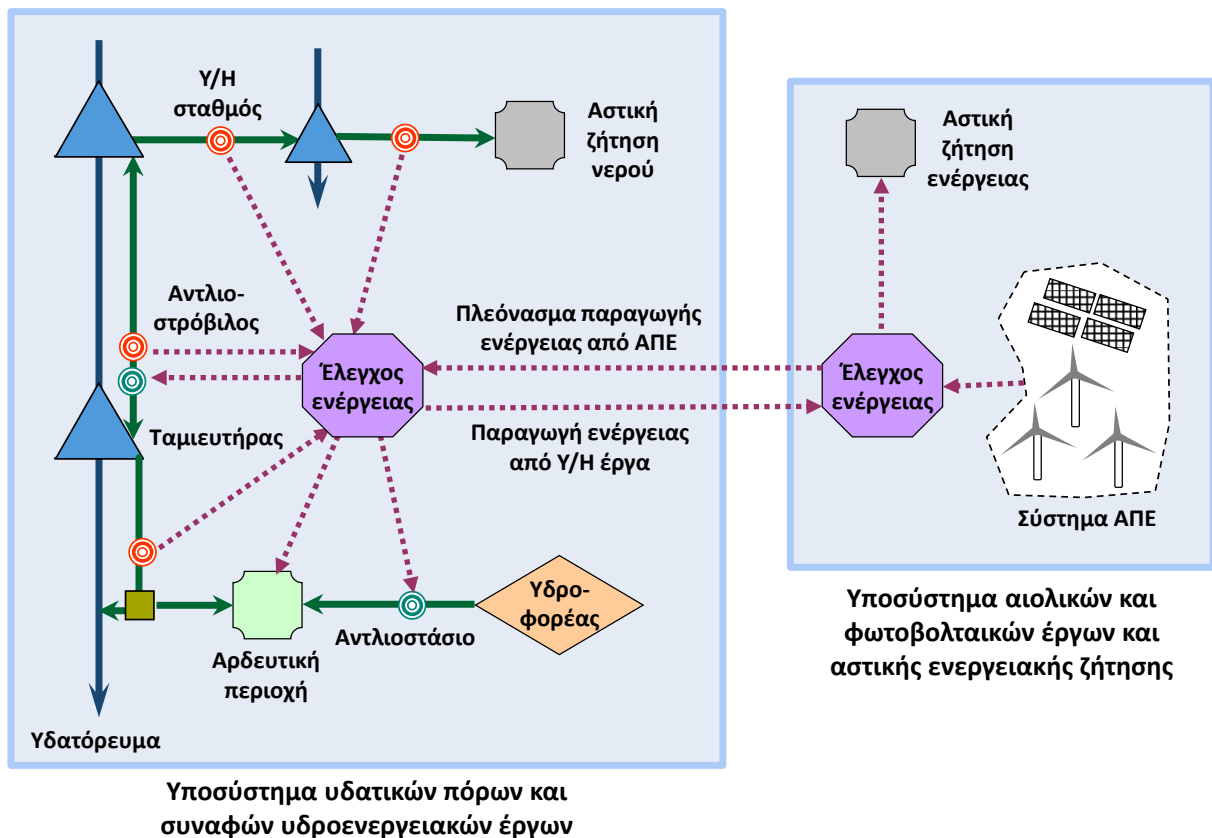 Υ/Η
σταθμός
Αστική
ζήτηση
νερού
Αντλιο-
στρόβιλος
Έλεγχος
ενέργειας
Ταμιευτήρας
Υδρο-
φορέας
Αντλιοστάσιο
Αρδευτική
περιοχή
Υδατόρευμα
Υποσύστημα υδατικών πόρων και
συναφών υδροενεργειακών έργων
Πλεόνασμα παραγωγής
ενέργειας από ΑΠΕ
Παραγωγή ενέργειας
από Υ/Η έργα
Αστική
ζήτηση
ενέργειας
Έλεγχος
ενέργειας
Σύστημα ΑΠΕ
Υποσύστημα αιολικών και
φωτοβολταικών έργων και
αστικής ενεργειακής ζήτησης